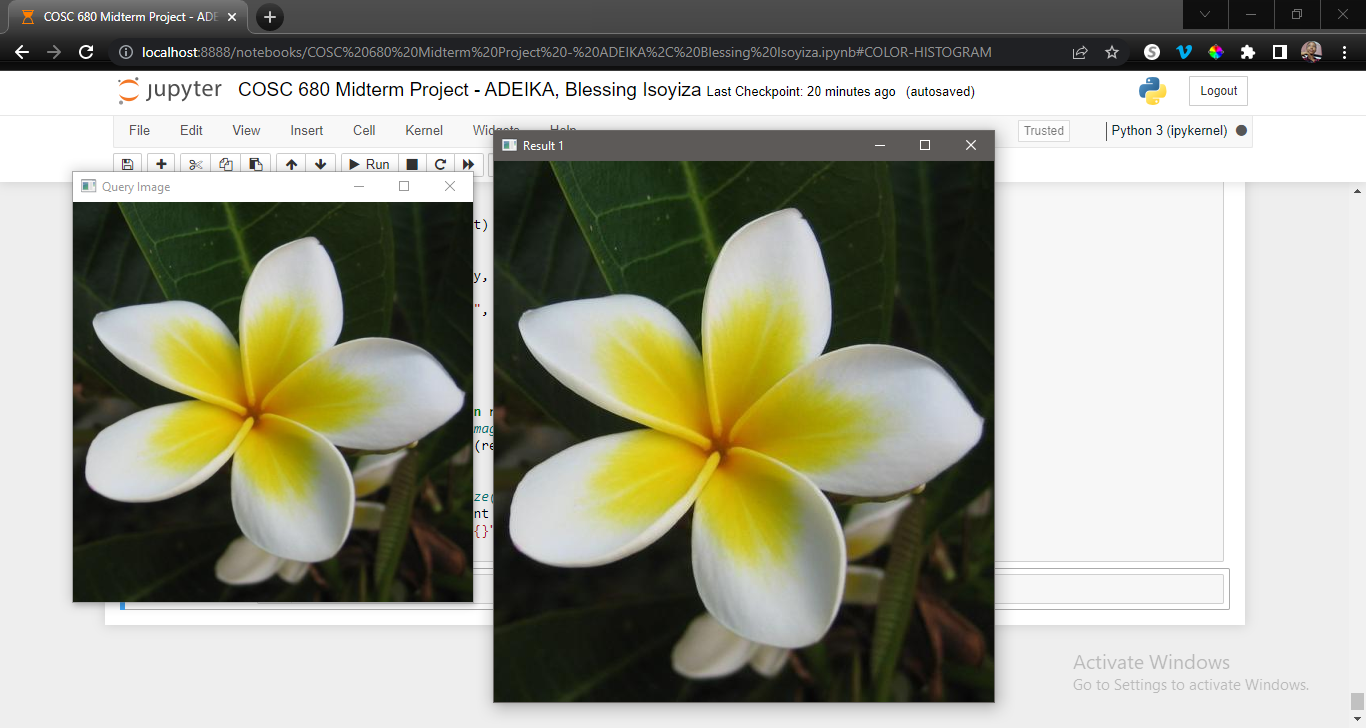 COSC 680 Midterm Project - ADE
localhost:8888/notebooks/COSC%20680%20Midterm%20Project%20-%20ADEIKA%2C%20Blessing%20Isoyiza.ipynb#COLOR-HISTOGRAM
jupyter COSC 680 Midterm Project - ADEIKA, Blessing Isoyiza Last Checkpoint: 20 minutes ago (autosaved)
Logout
File Edit View Insert Cell Kernel Widgets Help
Trusted Python 3 (ipykernel)
Run
Result 1
Query Image
t)
y,
",
n r
mag
(re
ze(
nt
{}"
Activate Windows
Go to Settings to activate Windows.